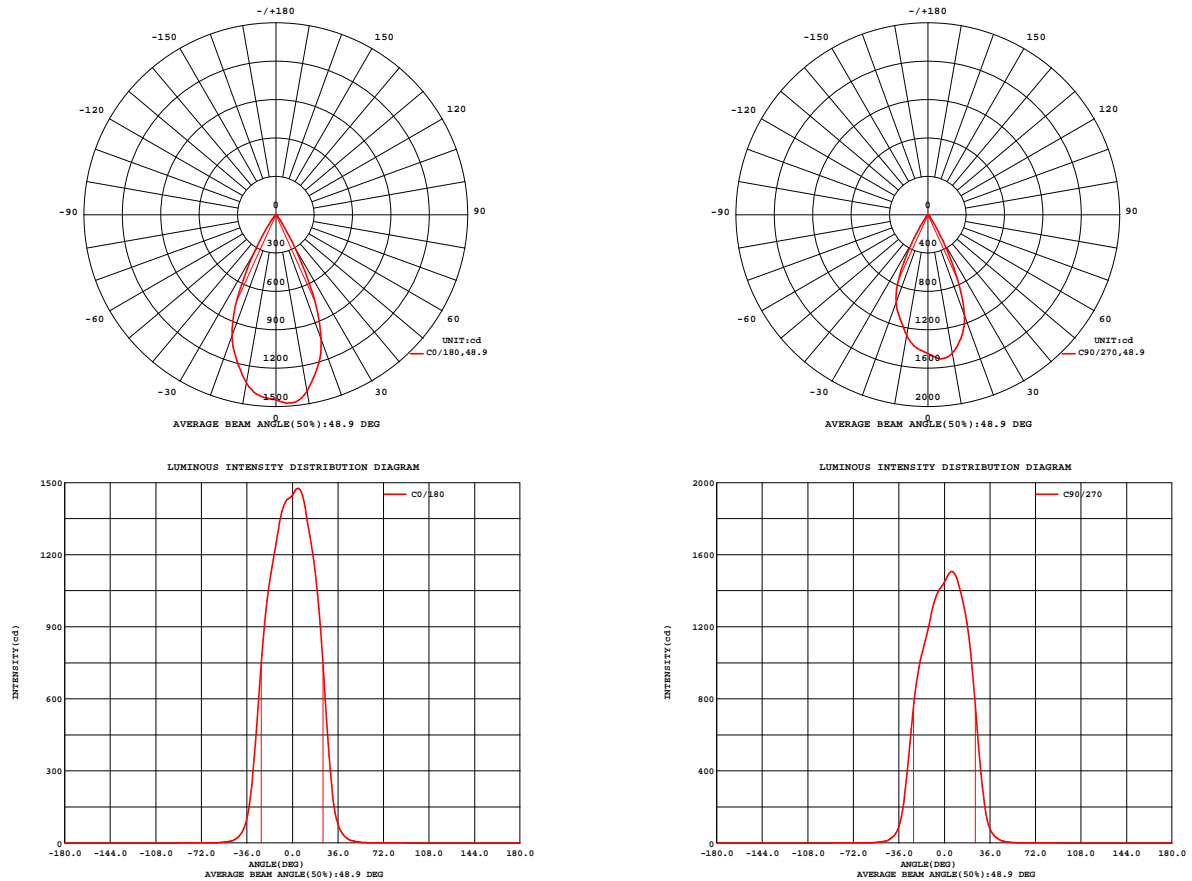 -/+180
-150
150
-120
120
-90
90
0
300
600
900
1200
1500
-60
60
-30
30
0
UNIT:cd
C0/180,48.9
AVERAGE BEAM ANGLE(50%):48.9 DEG
-/+180
-150
150
-120
120
-90
90
0
400
800
1200
1600
2000
-60
60
-30
30
0
UNIT:cd
C90/270,48.9
AVERAGE BEAM ANGLE(50%):48.9 DEG
LUMINOUS INTENSITY DISTRIBUTION DIAGRAM
C0/180
INTENSITY(cd)
1500
1200
900
600
300
0
-180.0 -144.0 -108.0 -72.0 -36.0 0.0 36.0 72.0 108.0 144.0 180.0
ANGLE(DEG)
AVERAGE BEAM ANGLE(50%):48.9 DEG
LUMINOUS INTENSITY DISTRIBUTION DIAGRAM
C90/270
INTENSITY(cd)
2000
1600
1200
800
400
0
-180.0 -144.0 -108.0 -72.0 -36.0 0.0 36.0 72.0 108.0 144.0 180.0
ANGLE(DEG)
AVERAGE BEAM ANGLE(50%):48.9 DEG